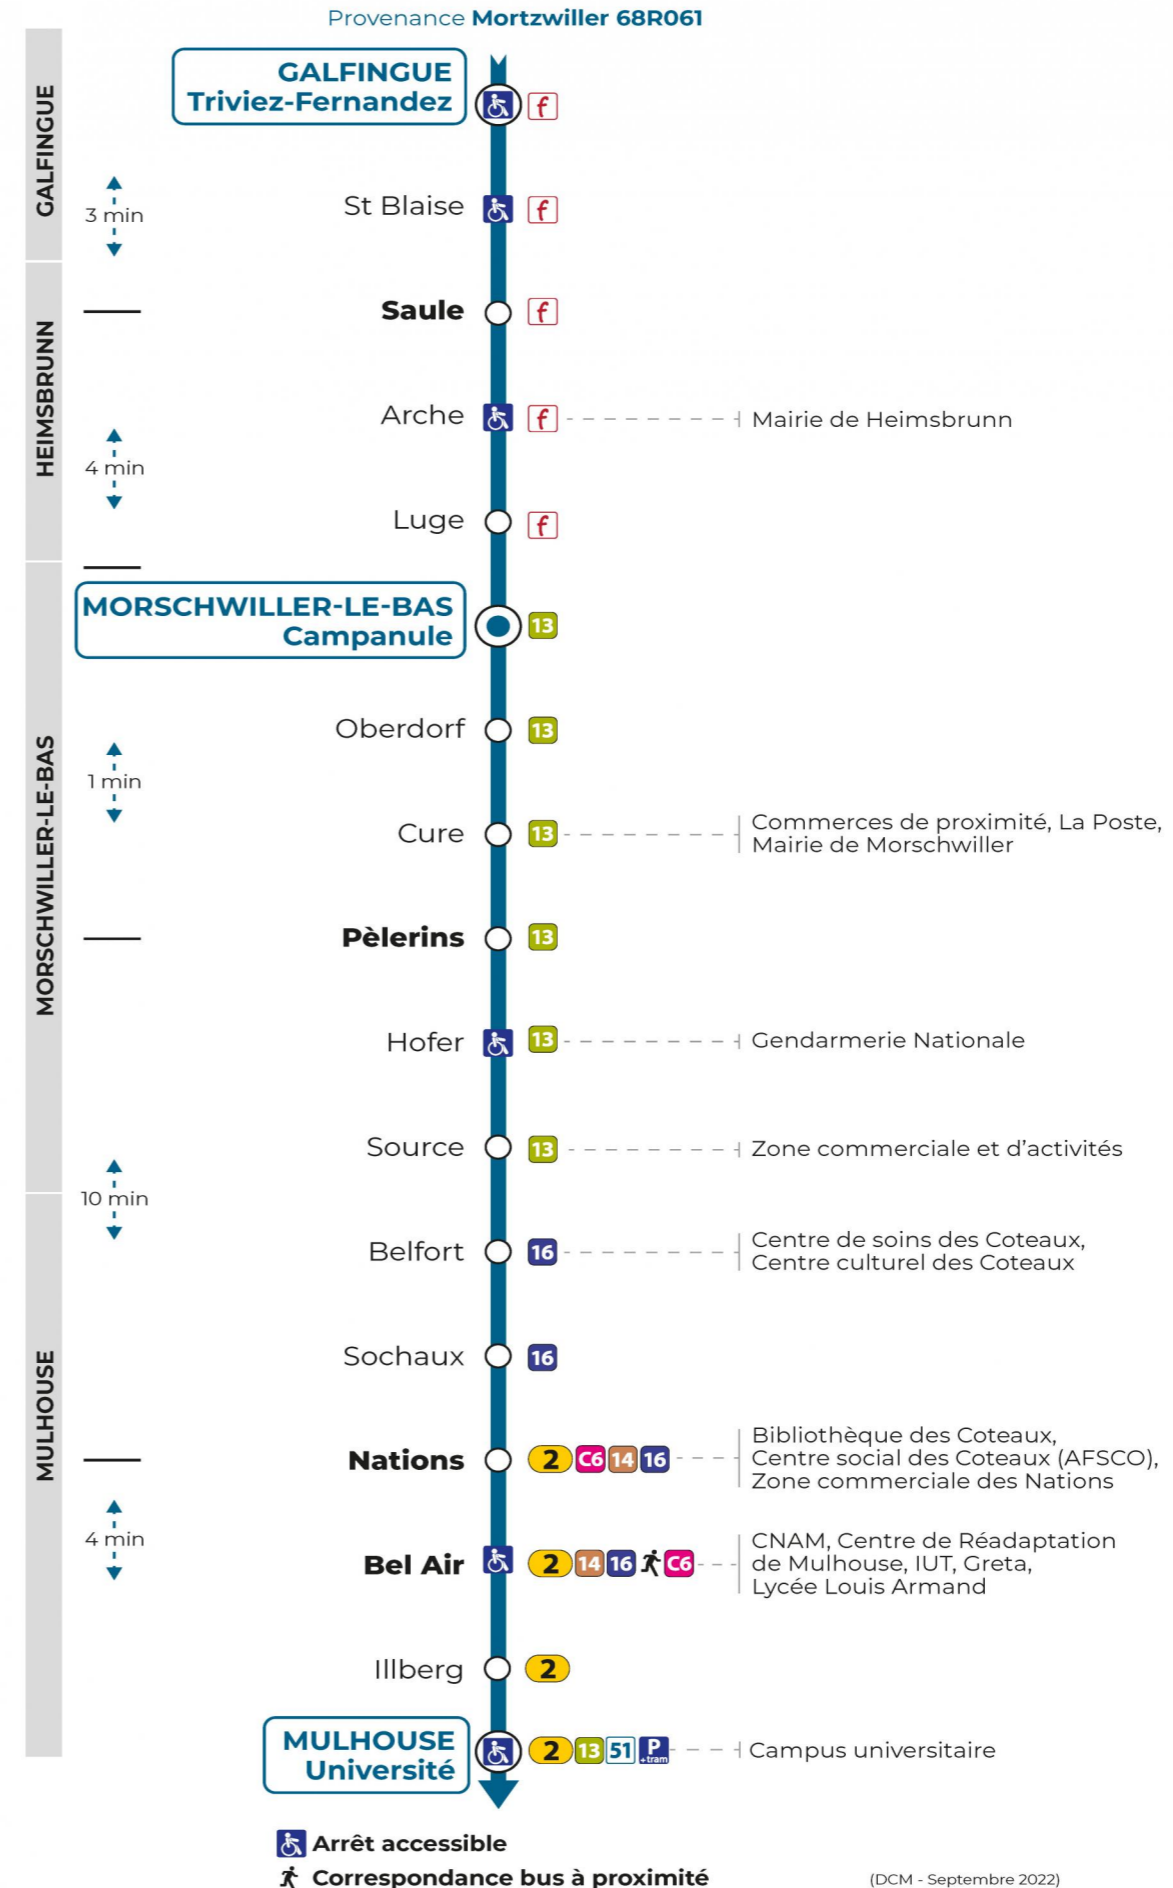 Provenance Mortzwiller 68R061
GALFINGUE
GALFINGUE
Triviez-Fernandez
f
3 min
St Blaise
f
HEIMSBRUNN
Saule
f
Arche
f
Mairie de Heimsbrunn
4 min
Luge
f
MORSCHWILLER-LE-BAS
MORSCHWILLER-LE-BAS
Campanule
13
Oberdorf
13
1 min
Cure
13
Commerces de proximité, La Poste,
Mairie de Morschwiller
Pèlerins
13
Hofer
13
Gendarmerie Nationale
Source
13
Zone commerciale et d'activités
10 min
MULHOUSE
Belfort
16
Centre de soins des Coteaux,
Centre culturel des Coteaux
Sochaux
16
Nations
2 C6 14 16
Bibliothèque des Coteaux,
Centre social des Coteaux (AFSCO),
Zone commerciale des Nations
4 min
Bel Air
2 14 16 C6
CNAM, Centre de Réadaptation
de Mulhouse, IUT, Greta,
Lycée Louis Armand
Illberg
2
MULHOUSE
Université
2 13 51 P
+tram
Campus universitaire
Arrêt accessible
Correspondance bus à proximité
(DCM - Septembre 2022)